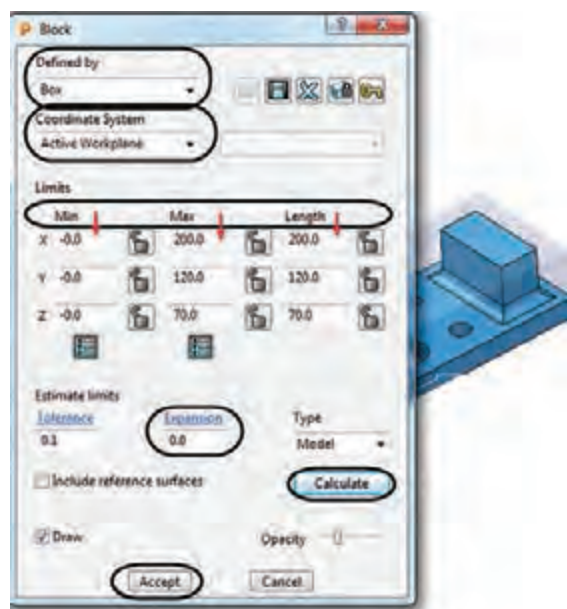 P Block
Defined by
Box
Coordinate System
Active Workplane
Limits
Min Max Length
X -0.0 200.0 200.0
Y -0.0 120.0 120.0
Z -0.0 70.0 70.0
Estimate limits
Tolerance Expansion Type
0.1 0.0 Model
Include reference surfaces Calculate
Draw Opacity
Accept Cancel